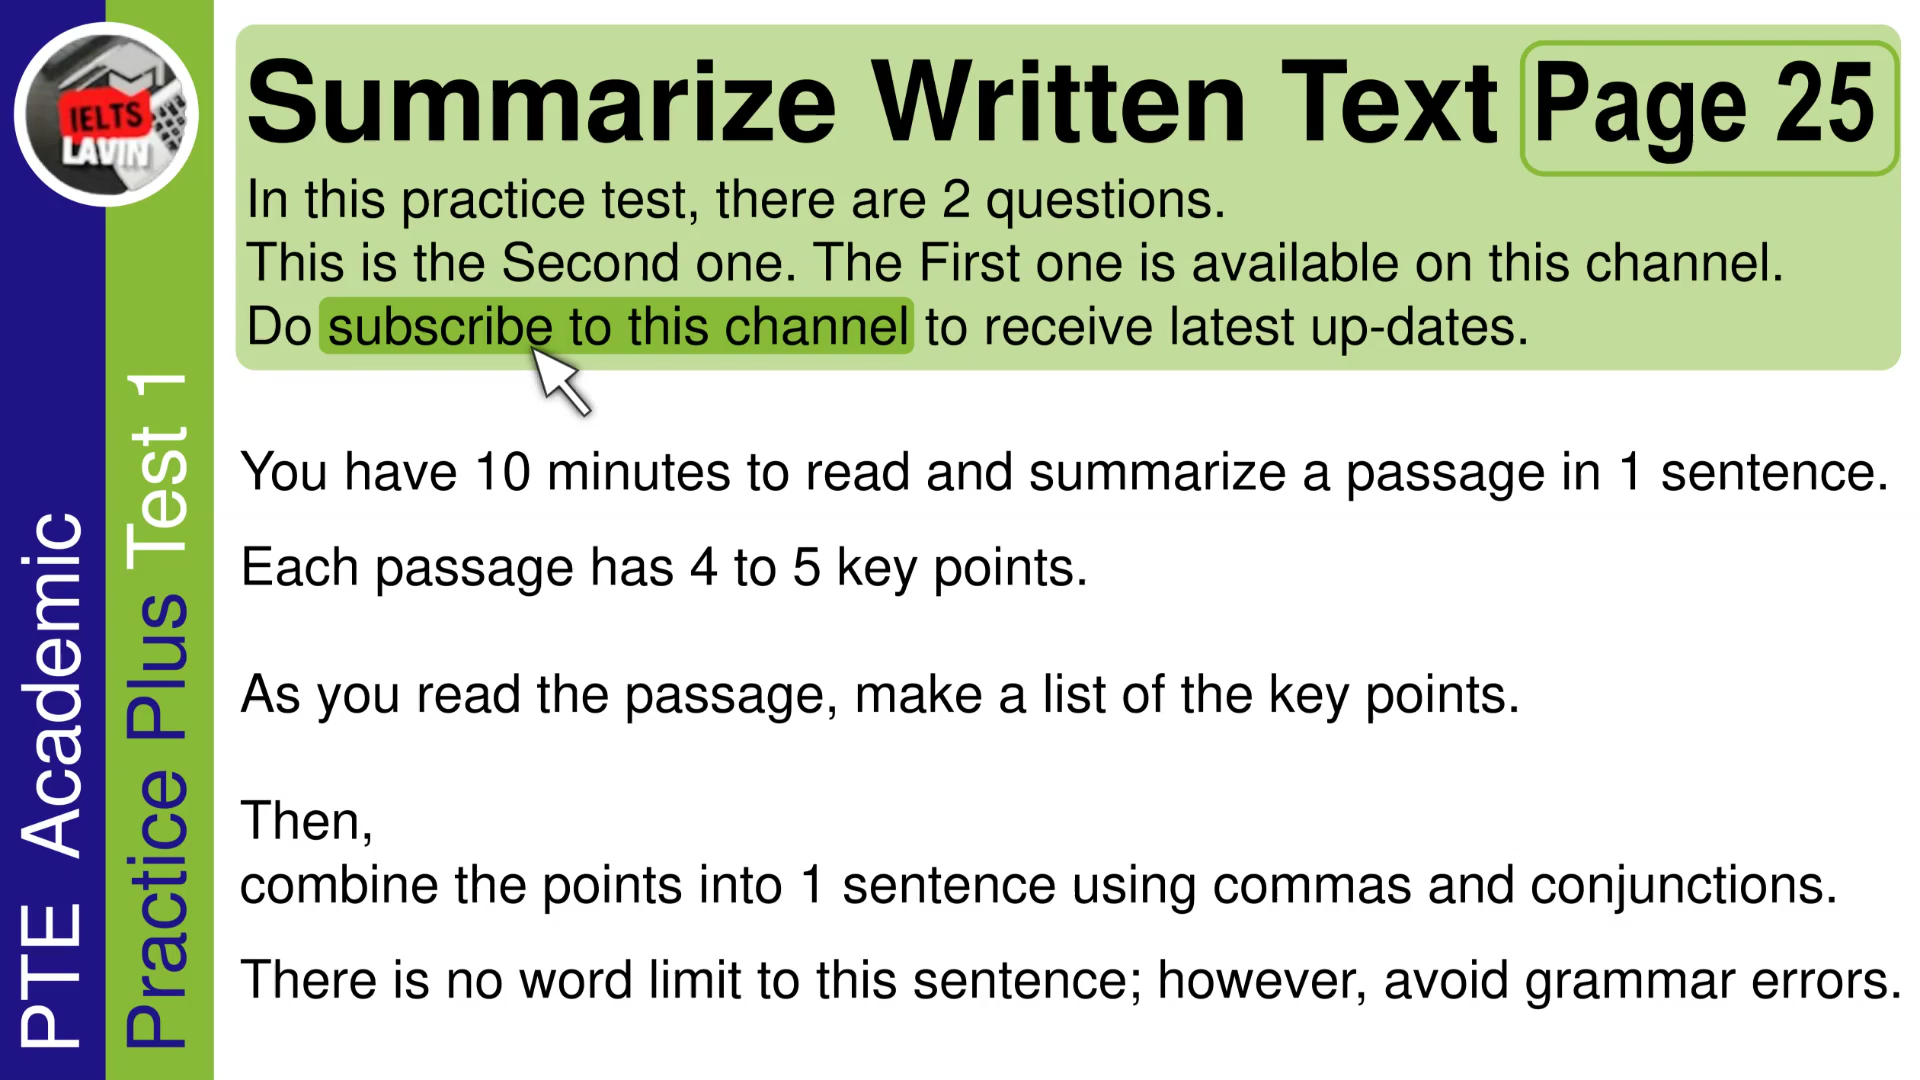 IELTS
LAVIN
PTE Academic
Practice Plus Test 1
Summarize Written Text Page 25
In this practice test, there are 2 questions.
This is the Second one. The First one is available on this channel.
Do subscribe to this channel to receive latest up-dates.
You have 10 minutes to read and summarize a passage in 1 sentence.
Each passage has 4 to 5 key points.
As you read the passage, make a list of the key points.
Then,
combine the points into 1 sentence using commas and conjunctions.
There is no word limit to this sentence; however, avoid grammar errors.